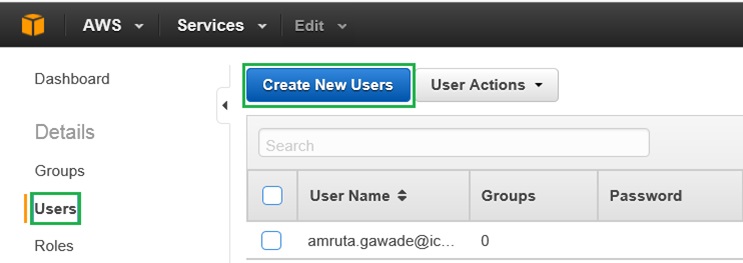 AWS Services Edit
Dashboard
Create New Users User Actions
Details
Search
Groups
User Name Groups Password
Users
amruta.gawade@ic... 0
Roles